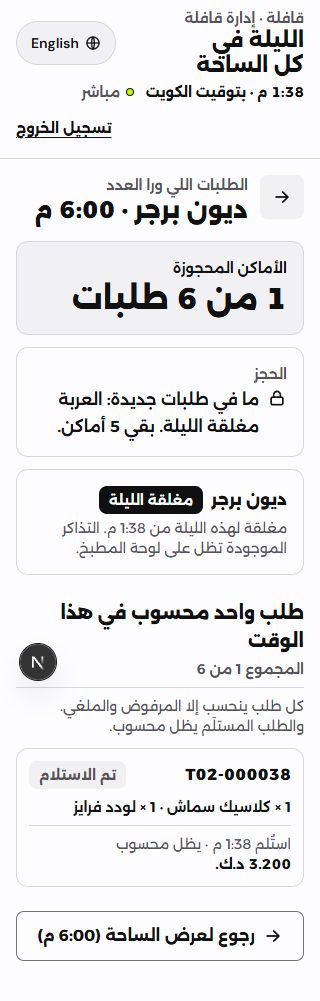 قافلة · إدارة قافلة
الليلة في
كل الساحة
1:38 م · بتوقيت الكويت
مباشر
English
تسجيل الخروج
الطلبات اللي ورا العدد
ديون برجر · 6:00 م
الأماكن المحجوزة
1 من 6 طلبات
الحجز
ما في طلبات جديدة: العربة
مغلقة الليلة. بقي 5 أماكن.
ديون برجر
مغلقة الليلة
مغلقة لهذه الليلة من 1:38 م. التذاكر
الموجودة تظل على لوحة المطبخ.
طلب واحد محسوب في هذا
الوقت
المجموع 1 من 6
N
كل طلب ينحسب إلا المرفوض والملغي.
والطلب المستلَم يظل محسوب.
T02-000038
تم الاستلام
1 × كلاسيك سماش · 1 × لودد فرايز
استُلم 1:38 م · يظل محسوب
3.200 د.ك.
رجوع لعرض الساحة (6:00 م)